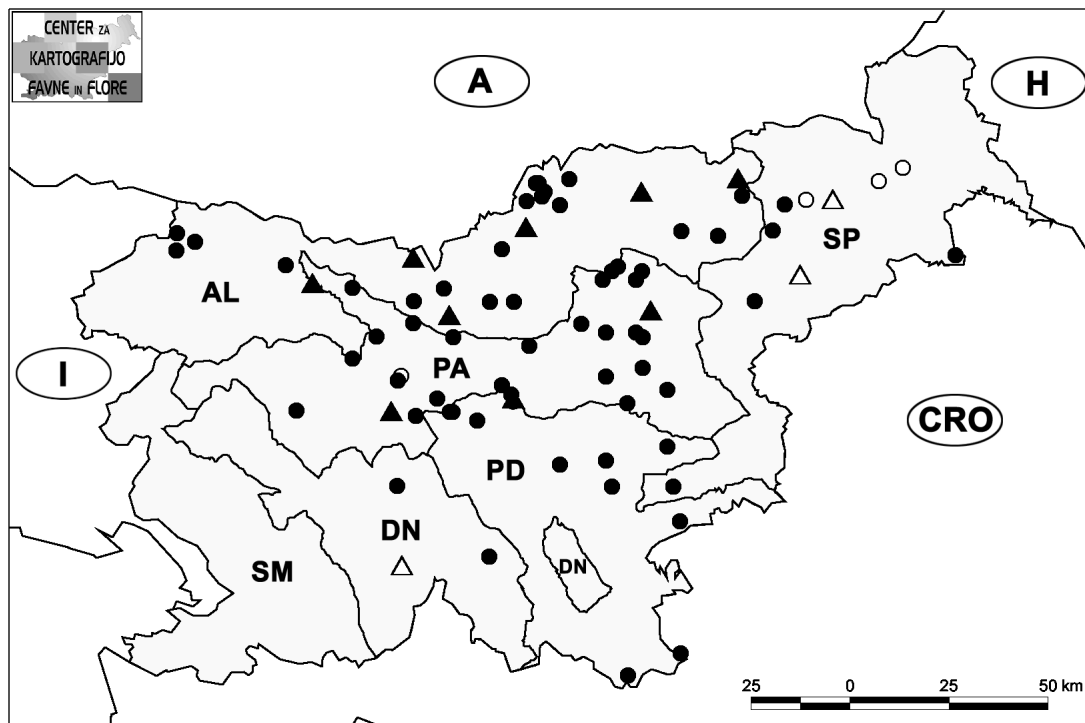 CENTER ZA
KARTOGRAFIJO
FAVNE IN FLORE
A
H
SP
AL
I
PA
CRO
PD
DN
DN
SM
25 0 25 50 km